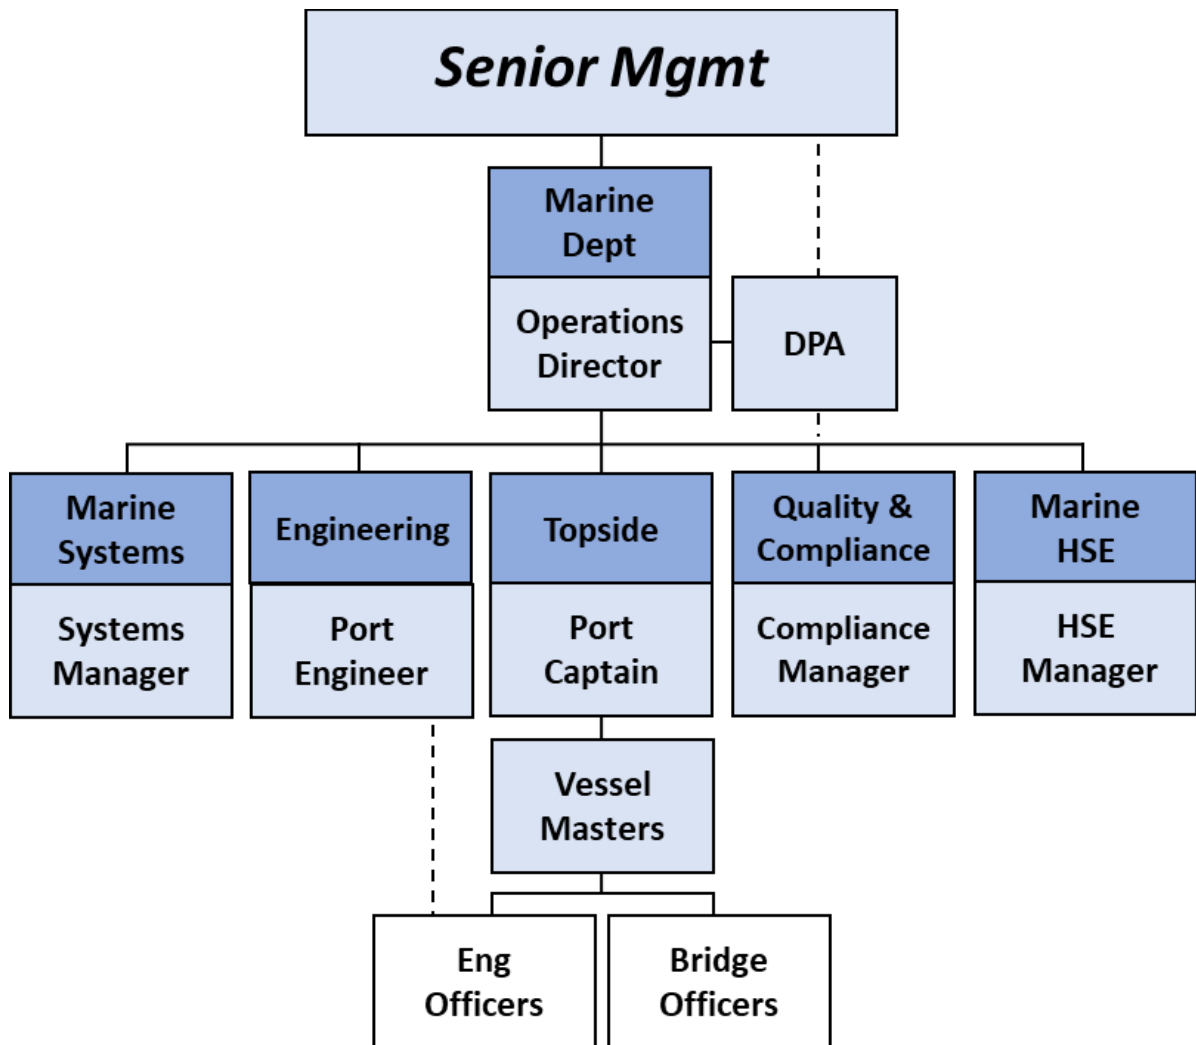 Senior Mgmt
Marine
Dept
Operations
Director
DPA
Marine
Systems
Systems
Manager
Engineering
Port
Engineer
Topside
Port
Captain
Quality &
Compliance
Compliance
Manager
Marine
HSE
HSE
Manager
Vessel
Masters
Eng
Officers
Bridge
Officers